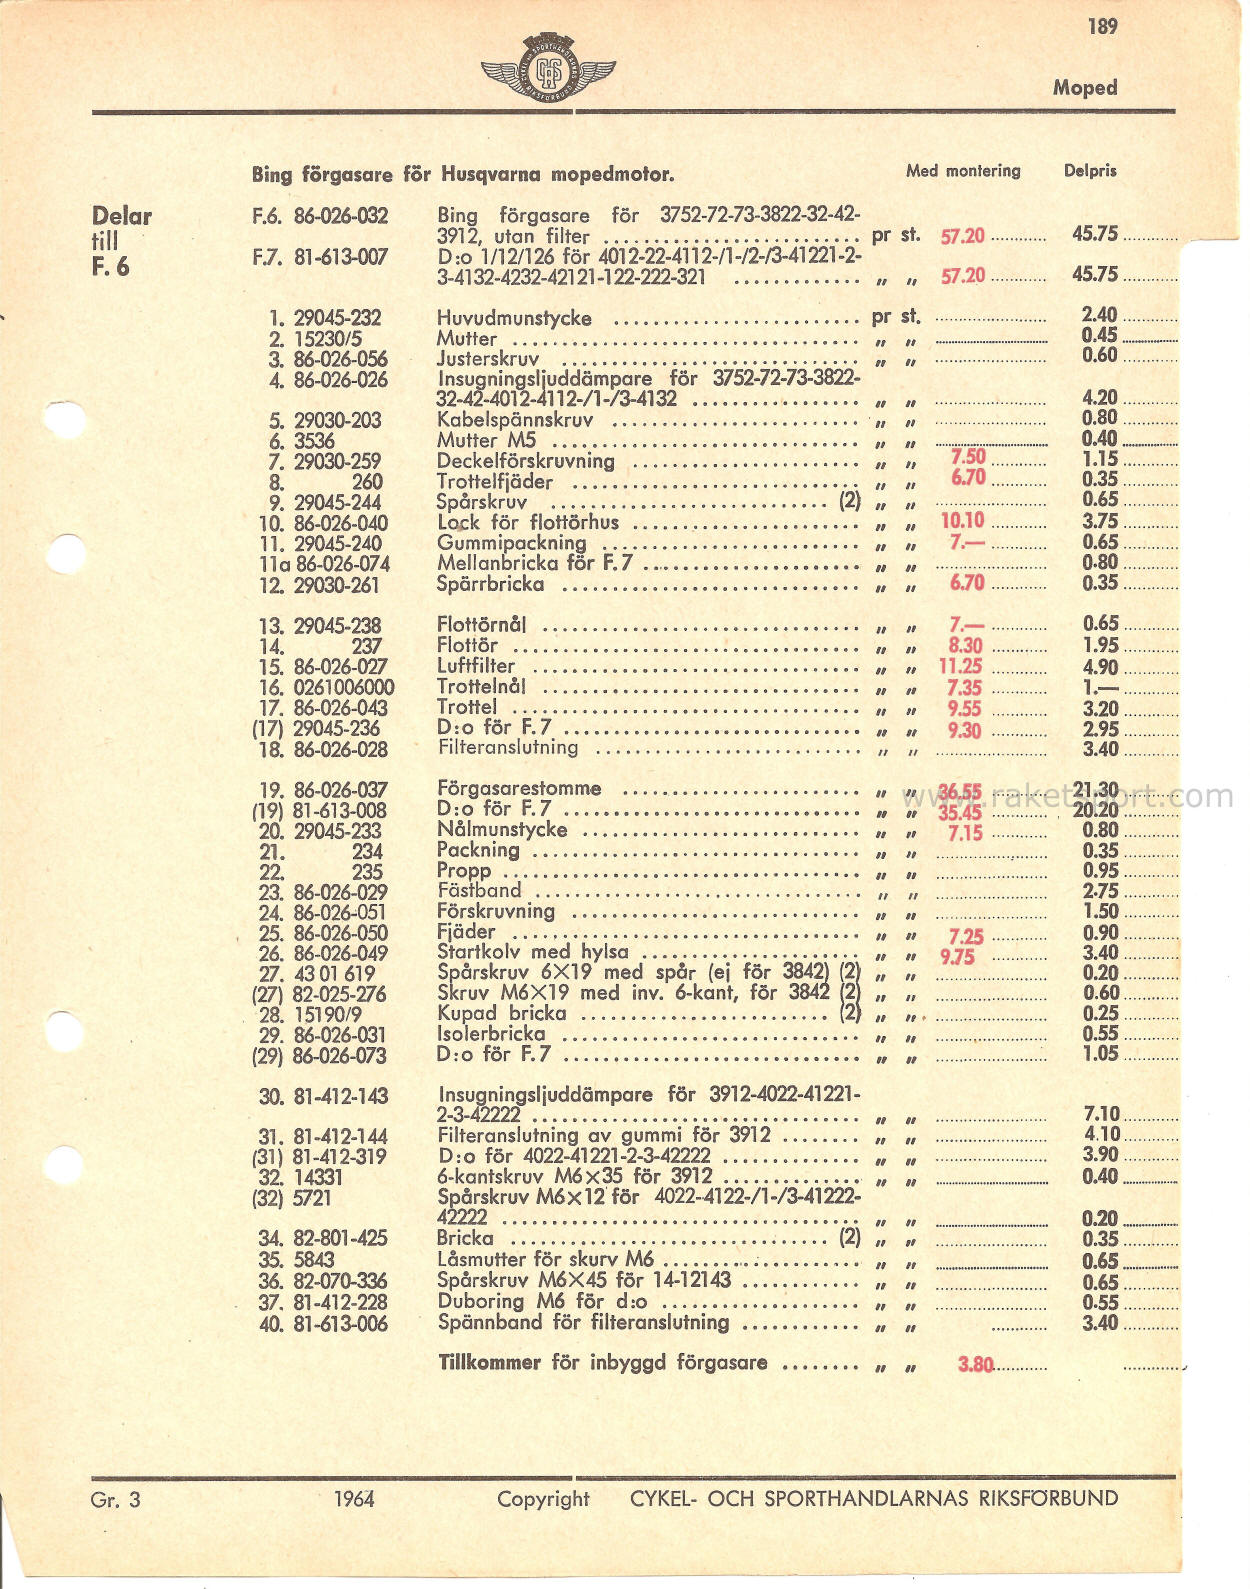 189
CYKEL- och SPORTHANDLARNAS
CHS
RIKSFÖRBUND
Moped
Bing förgasare för Husqvarna mopedmotor. Med montering Delpris
Delar
till
F. 6
F.6. 86-026-032 Bing förgasare för 3752-72-73-3822-32-42-
3912, utan filter .......... pr st. 57.20 .......... 45.75 ..........
F.7. 81-613-007 D:o 1/12/126 för 4012-22-4112-/1-/2-/3-41221-2-
3-4132-4232-42121-122-222-321 .......... „ „ 57.20 .......... 45.75 ..........
1. 29045-232 Huvudmunstycke .......... pr st. .......... 2.40 ..........
2. 15230/5 Mutter .......... „ „ .......... 0.45 ..........
3. 86-026-056 Justerskruv .......... „ „ .......... 0.60 ..........
4. 86-026-026 Insugningsljuddämpare för 3752-72-73-3822-
32-42-4012-4112-/1-/3-4132 .......... „ „ .......... 4.20 ..........
5. 29030-203 Kabelspännskruv .......... „ „ .......... 0.80 ..........
6. 3536 Mutter M5 .......... „ „ .......... 0.40 ..........
7. 29030-259 Deckelförskruvning .......... „ „ 7.50 .......... 1.15 ..........
8. 260 Trottelfjäder .......... „ „ 6.70 .......... 0.35 ..........
9. 29045-244 Spårskruv .......... (2) „ „ .......... 0.65 ..........
10. 86-026-040 Lock för flottörhus .......... „ „ 10.10 .......... 3.75 ..........
11. 29045-240 Gummipackning .......... „ „ 7.— .......... 0.65 ..........
11a 86-026-074 Mellanbricka för F. 7 .......... „ „ .......... 0.80 ..........
12. 29030-261 Spärrbricka .......... „ „ 6.70 .......... 0.35 ..........
13. 29045-238 Flottörnål .......... „ „ 7.— .......... 0.65 ..........
14. 237 Flottör .......... „ „ 8.30 .......... 1.95 ..........
15. 86-026-027 Luftfilter .......... „ „ 11.25 .......... 4.90 ..........
16. 0261006000 Trottelnål .......... „ „ 7.35 .......... 1.— ..........
17. 86-026-043 Trottel .......... „ „ 9.55 .......... 3.20 ..........
(17) 29045-236 D:o för F. 7 .......... „ „ 9.30 .......... 2.95 ..........
18. 86-026-028 Filteranslutning .......... „ „ .......... 3.40 ..........
19. 86-026-037 Förgasarestomme .......... „ „ 36.55 .......... 21.30 ..........
www.raketsport.com
(19) 81-613-008 D:o för F. 7 .......... „ „ 35.45 .......... 20.20 ..........
20. 29045-233 Nålmunstycke .......... „ „ 7.15 .......... 0.80 ..........
21. 234 Packning .......... „ „ .......... 0.35 ..........
22. 235 Propp .......... „ „ .......... 0.95 ..........
23. 86-026-029 Fästband .......... „ „ .......... 2.75 ..........
24. 86-026-051 Förskruvning .......... „ „ .......... 1.50 ..........
25. 86-026-050 Fjäder .......... „ „ 7.25 .......... 0.90 ..........
26. 86-026-049 Startkolv med hylsa .......... „ „ 9.75 .......... 3.40 ..........
27. 43 01 619 Spårskruv 6X19 med spår (ej för 3842) (2) „ „ .......... 0.20 ..........
(27) 82-025-276 Skruv M6X19 med inv. 6-kant, för 3842 (2) „ „ .......... 0.60 ..........
28. 15190/9 Kupad bricka .......... (2) „ „ .......... 0.25 ..........
29. 86-026-031 Isolerbricka .......... „ „ .......... 0.55 ..........
(29) 86-026-073 D:o för F. 7 .......... „ „ .......... 1.05 ..........
30. 81-412-143 Insugningsljuddämpare för 3912-4022-41221-
2-3-42222 .......... „ „ .......... 7.10 ..........
31. 81-412-144 Filteranslutning av gummi för 3912 .......... „ „ .......... 4.10 ..........
(31) 81-412-319 D:o för 4022-41221-2-3-42222 .......... „ „ .......... 3.90 ..........
32. 14331 6-kantskruv M6×35 för 3912 .......... „ „ .......... 0.40 ..........
(32) 5721 Spårskruv M6×12 för 4022-4122-/1-/3-41222-
42222 .......... „ „ .......... 0.20 ..........
34. 82-801-425 Bricka .......... (2) „ „ .......... 0.35 ..........
35. 5843 Låsmutter för skurv M6 .......... „ „ .......... 0.65 ..........
36. 82-070-336 Spårskruv M6X45 för 14-12143 .......... „ „ .......... 0.65 ..........
37. 81-412-228 Duboring M6 för d:o .......... „ „ .......... 0.55 ..........
40. 81-613-006 Spännband för filteranslutning .......... „ „ .......... 3.40 ..........
Tillkommer för inbyggd förgasare .......... „ „ 3.80 .......... ..........
Gr. 3 1964 Copyright CYKEL- OCH SPORTHANDLARNAS RIKSFÖRBUND